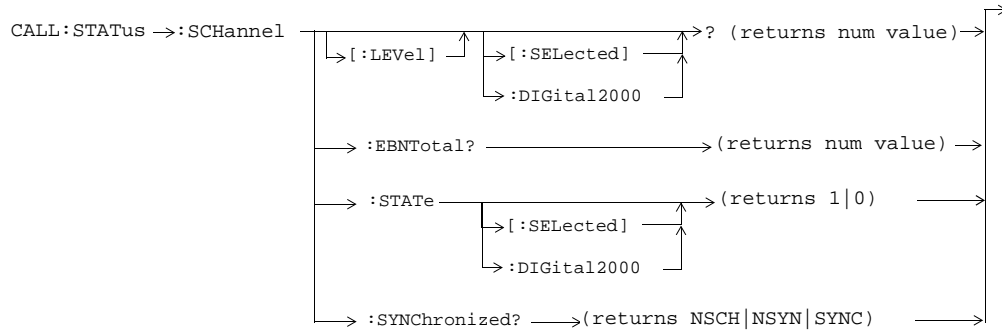 CALL:STATus :SCHannel ? (returns num value)
[:LEVel] [:SELected]
:DIGital2000
:EBNTotal? (returns num value)
:STATe (returns 1|0)
[:SELected]
:DIGital2000
:SYNChronized? (returns NSCH|NSYN|SYNC)